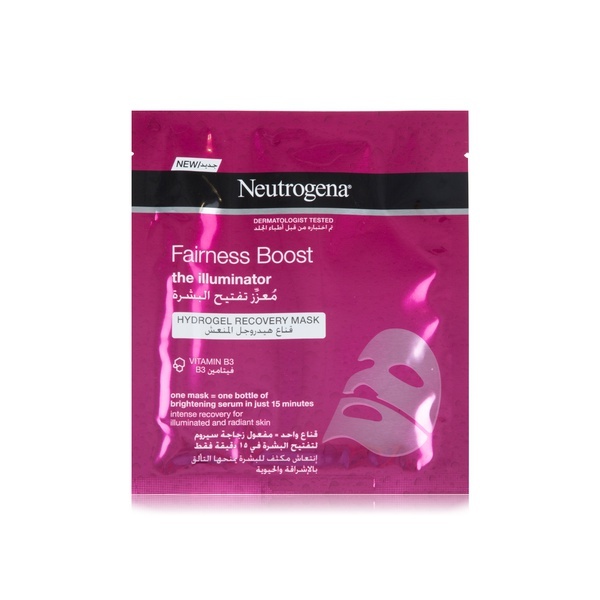 NEW/جديد
Neutrogena®
DERMATOLOGIST TESTED
تم اختباره من قبل أطباء الجلد
Fairness Boost
the illuminator
مُعزّز تفتيح البشرة
HYDROGEL RECOVERY MASK
قناع هيدروجل المنعش
VITAMIN B3
فيتامين B3
one mask = one bottle of
brightening serum in just 15 minutes
intense recovery for
illuminated and radiant skin
قناع واحد = مفعول زجاجة سيروم
لتفتيح البشرة في ١٥ دقيقة فقط
إنتعاش مكثف للبشرة يمنحها التألق
بالإشراقة والحيوية